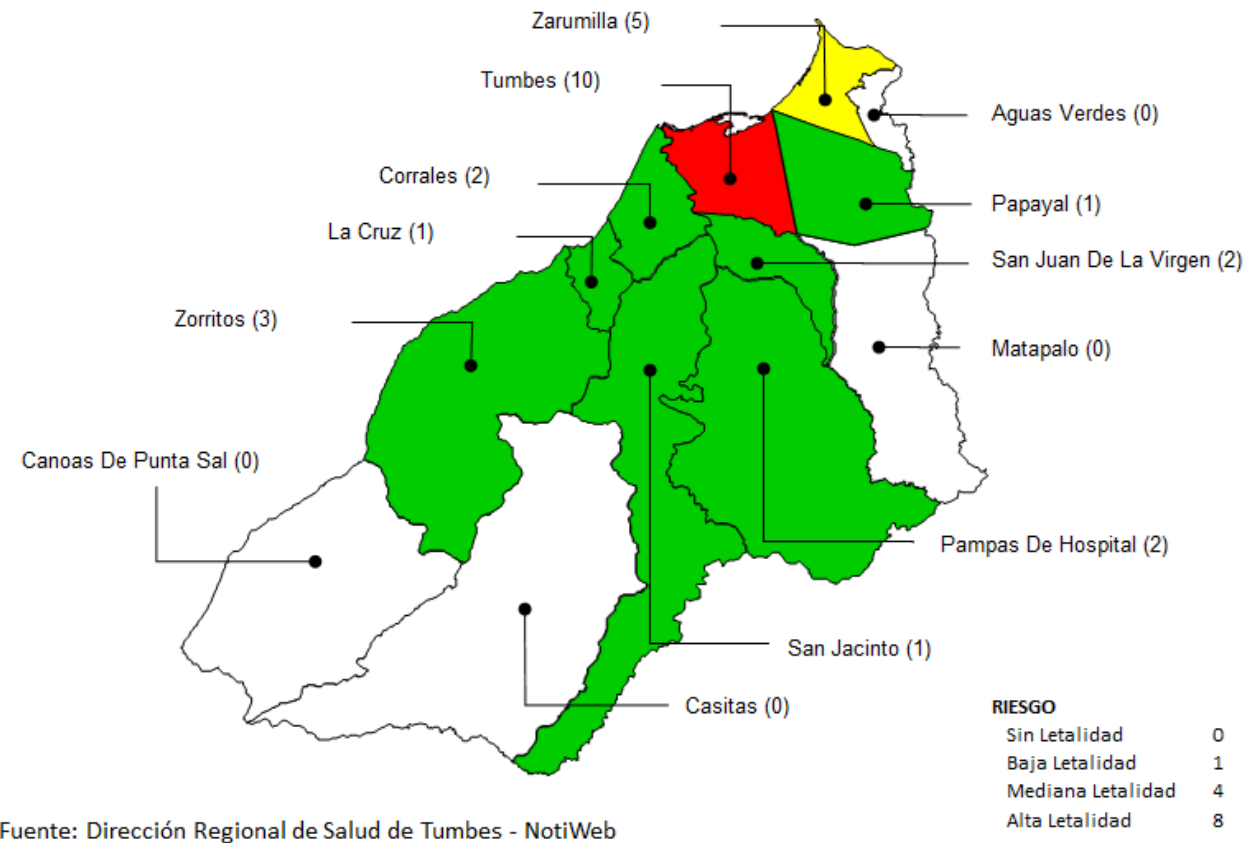 Zarumilla (5)
Tumbes (10)
Aguas Verdes (0)
Corrales (2)
Papayal (1)
La Cruz (1)
San Juan De La Virgen (2)
Zorritos (3)
Matapalo (0)
Canoas De Punta Sal (0)
Pampas De Hospital (2)
San Jacinto (1)
Casitas (0)
RIESGO
Sin Letalidad 0
Baja Letalidad 1
Mediana Letalidad 4
Alta Letalidad 8
Fuente: Dirección Regional de Salud de Tumbes - NotiWeb